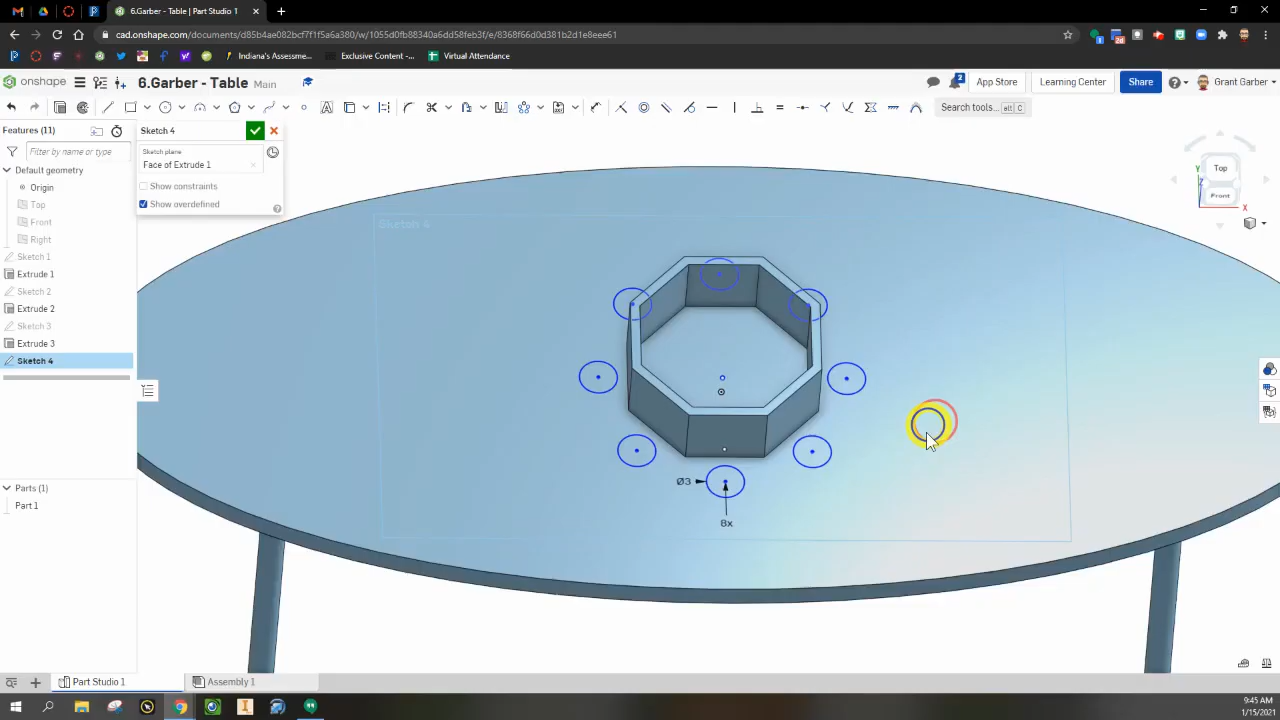 6.Garber - Table | Part Studio 1
cad.onshape.com/documents/d85b4ae082bcf7f1f5a6a380/w/1055d0fb88340a6dd58feb3f/e/8368f66d0d381b2d1e8eee61
Indiana's Assessme... Exclusive Content -... Virtual Attendance
onshape 6.Garber - Table Main 2 App Store Learning Center Share Grant Garber
Search tools... alt C
Features (11) Sketch 4
Filter by name or type Sketch plane
Face of Extrude 1
Default geometry
Origin Show constraints
Top Show overdefined
Front
Right
Sketch 1
Extrude 1
Sketch 2
Extrude 2
Sketch 3
Extrude 3
Sketch 4
Top
Front
Y
Z
X
Sketch 4
Ø3
8x
Parts (1)
Part 1
Part Studio 1 Assembly 1
9:45 AM
1/15/2021